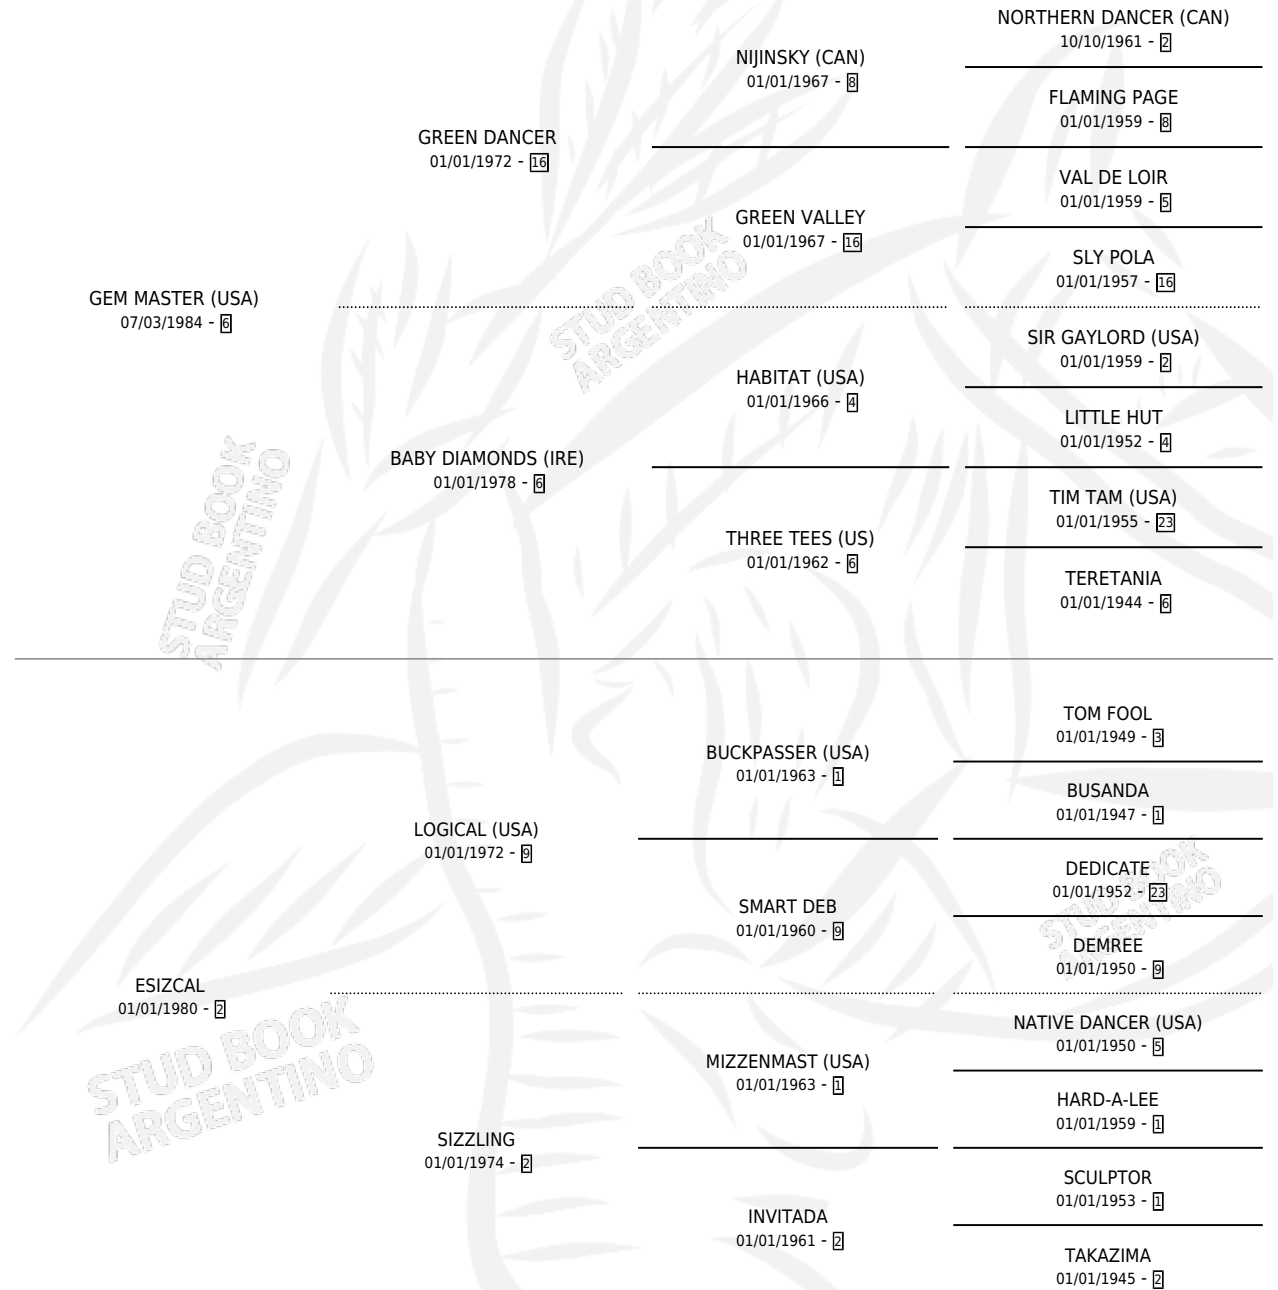 NORTHERN DANCER (CAN)
10/10/1961 - 2
NIJINSKY (CAN)
01/01/1967 - 8
FLAMING PAGE
01/01/1959 - 8
GREEN DANCER
01/01/1972 - 16
VAL DE LOIR
01/01/1959 - 5
GREEN VALLEY
01/01/1967 - 16
SLY POLA
01/01/1957 - 16
GEM MASTER (USA)
07/03/1984 - 6
SIR GAYLORD (USA)
01/01/1959 - 2
HABITAT (USA)
01/01/1966 - 4
LITTLE HUT
01/01/1952 - 4
BABY DIAMONDS (IRE)
01/01/1978 - 6
TIM TAM (USA)
01/01/1955 - 23
THREE TEES (US)
01/01/1962 - 6
TERETANIA
01/01/1944 - 6
TOM FOOL
01/01/1949 - 3
BUCKPASSER (USA)
01/01/1963 - 1
BUSANDA
01/01/1947 - 1
LOGICAL (USA)
01/01/1972 - 9
DEDICATE
01/01/1952 - 23
SMART DEB
01/01/1960 - 9
DEMREE
01/01/1950 - 9
ESIZCAL
01/01/1980 - 2
NATIVE DANCER (USA)
01/01/1950 - 5
MIZZENMAST (USA)
01/01/1963 - 1
HARD-A-LEE
01/01/1959 - 1
SIZZLING
01/01/1974 - 2
SCULPTOR
01/01/1953 - 1
INVITADA
01/01/1961 - 2
TAKAZIMA
01/01/1945 - 2
STUD BOOK
ARGENTINO
STUD BOOK
ARGENTINO
STUD BOOK
ARGENTINO
STUD BOOK
ARGENTINO